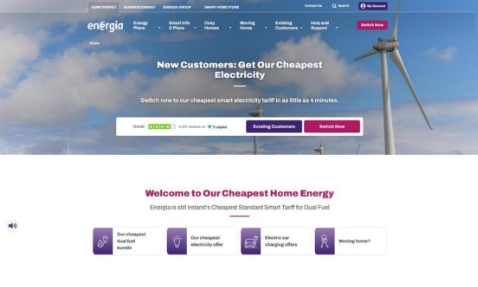 HOME ENERGY BUSINESS ENERGY ENERGIA GROUP SMART HOME STORE
Contact Us Search My Account
energia
Energy Plans
Smart Info & Plans
Cosy Homes
Moving Home
Existing Customers
Help and Support
Switch Now
Home
New Customers: Get Our Cheapest
Electricity
Switch now to our cheapest smart electricity tariff in as little as 4 minutes.
Trustpilot
Existing Customers
Switch Now
Welcome to Our Cheapest Home Energy
Energia is still Ireland's Cheapest Standard Smart Tariff for Dual Fuel
Our cheapest
dual fuel
bundle
Our cheapest
electricity offer
Electric car
charging offers
Moving home?